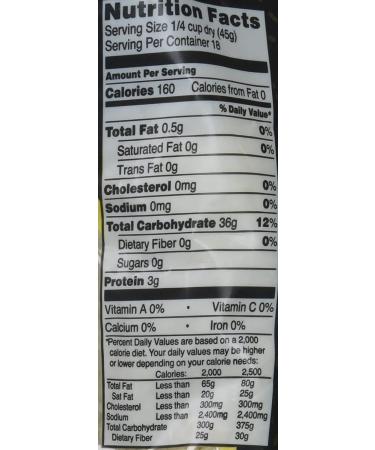 Nutrition Facts
Serving Size 1/4 cup dry (45g)
Serving Per Container 18
Amount Per Serving
Calories 160 Calories from Fat 0
% Daily Value*
Total Fat 0.5g 0%
Saturated Fat 0g 0%
Trans Fat 0g
Cholesterol 0mg 0%
Sodium 0mg 0%
Total Carbohydrate 36g 12%
Dietary Fiber 0g 0%
Sugars 0g
Protein 3g
Vitamin A 0% • Vitamin C 0%
Calcium 0% • Iron 0%
*Percent Daily Values are based on a 2,000
calorie diet. Your daily values may be higher
or lower depending on your calorie needs:
Calories: 2,000 2,500
Total Fat Less than 65g 80g
Sat Fat Less than 20g 25g
Cholesterol Less than 300mg 300mg
Sodium Less than 2,400mg 2,400mg
Total Carbohydrate 300g 375g
Dietary Fiber 25g 30g